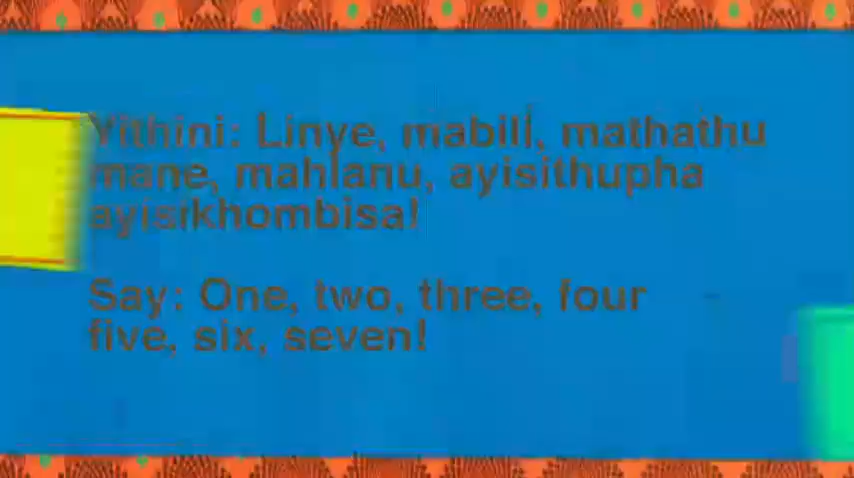 Yithini: Linye, mabili, mathathu
mane, mahlanu, ayisithupha
ayisikhombisa!
Say: One, two, three, four
five, six, seven!